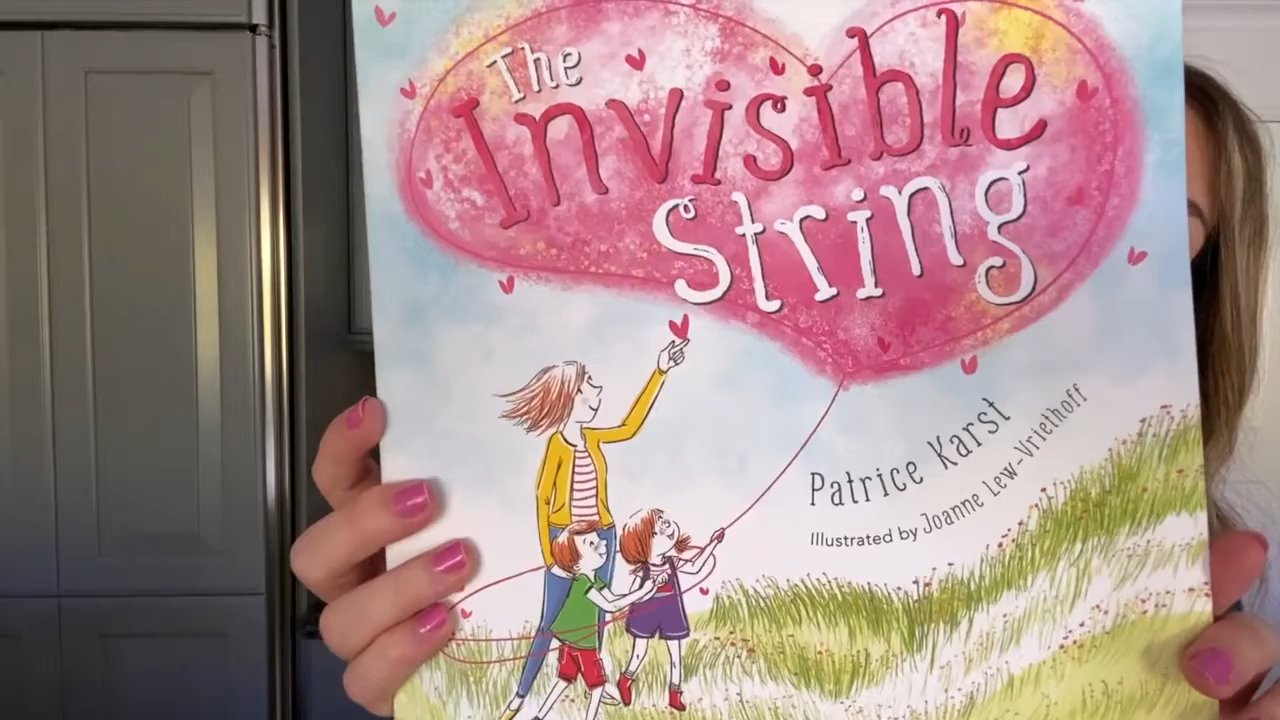 The
Invisible
String
Patrice Karst
Illustrated by Joanne Lew-Vriethoff